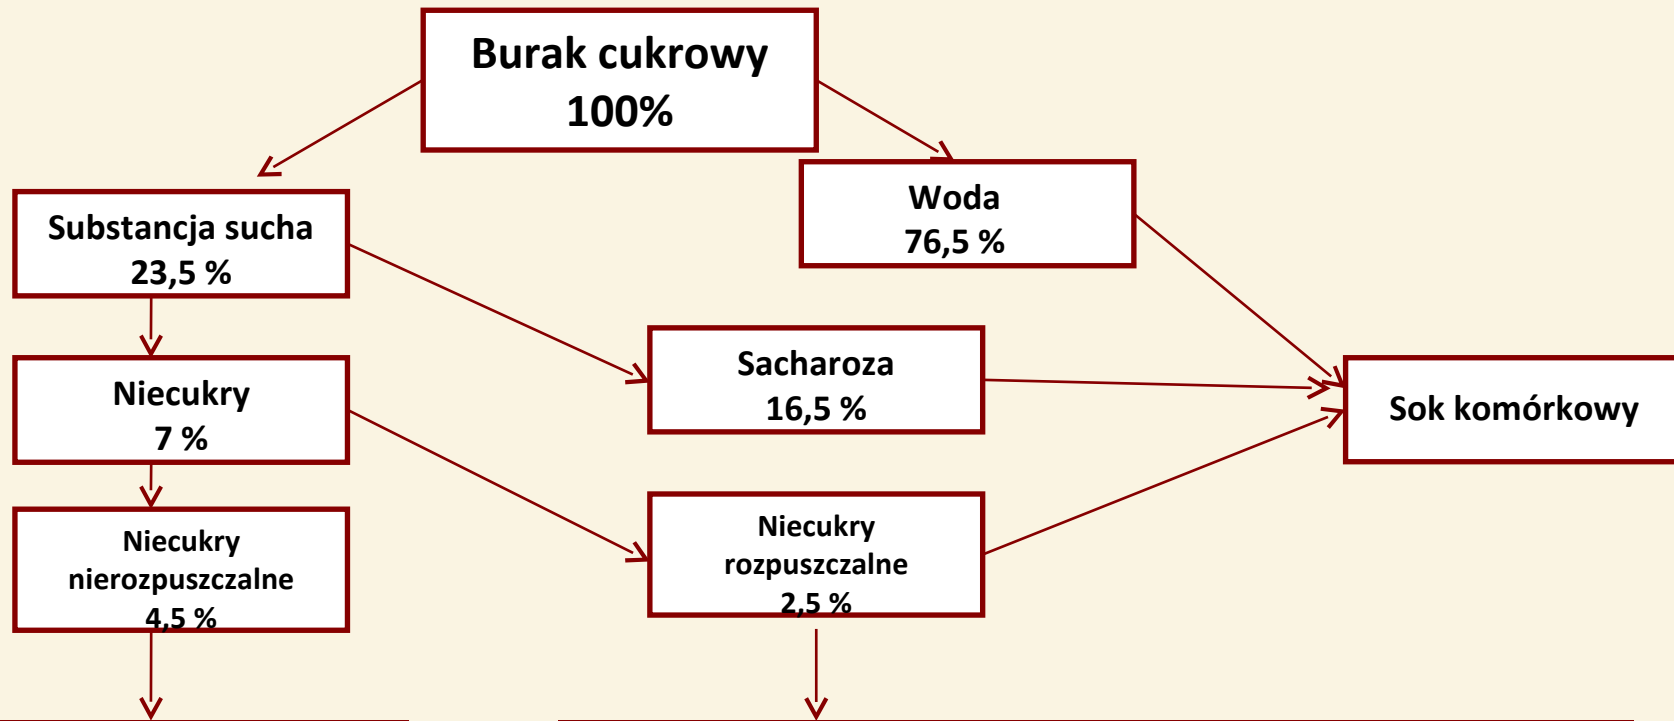 Burak cukrowy
100%
Substancja sucha
23,5 %
Woda
76,5 %
Niecukry
7 %
Sacharoza
16,5 %
Sok komórkowy
Niecukry
nierozpuszczalne
4,5 %
Niecukry
rozpuszczalne
2,5 %